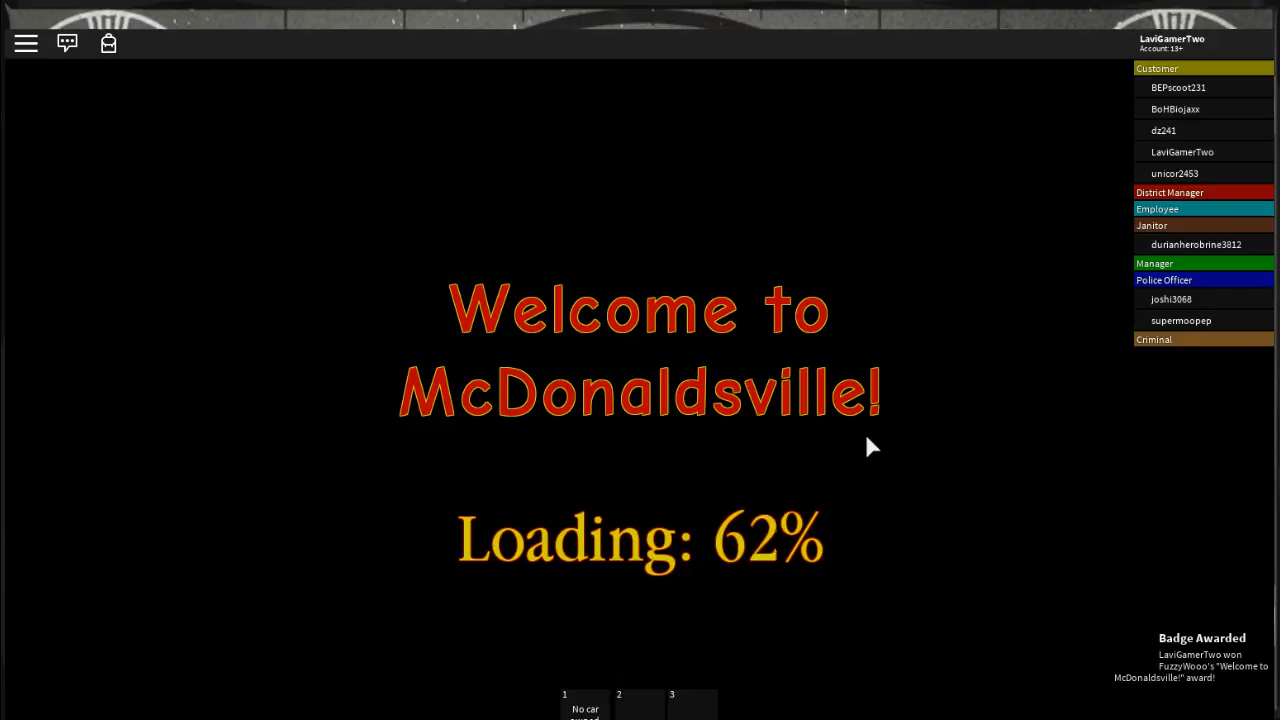 LaviGamerTwo
Account: 13+
Customer
BEPscoot231
BoHBiojaxx
dz241
LaviGamerTwo
unicor2453
District Manager
Employee
Janitor
durianherobrine3812
Manager
Police Officer
joshi3068
supermoopep
Criminal
Welcome to
McDonaldsville!
Loading: 62%
Badge Awarded
LaviGamerTwo won
FuzzyWooo's "Welcome to
McDonaldsville!" award!
1 2 3
No car
owned